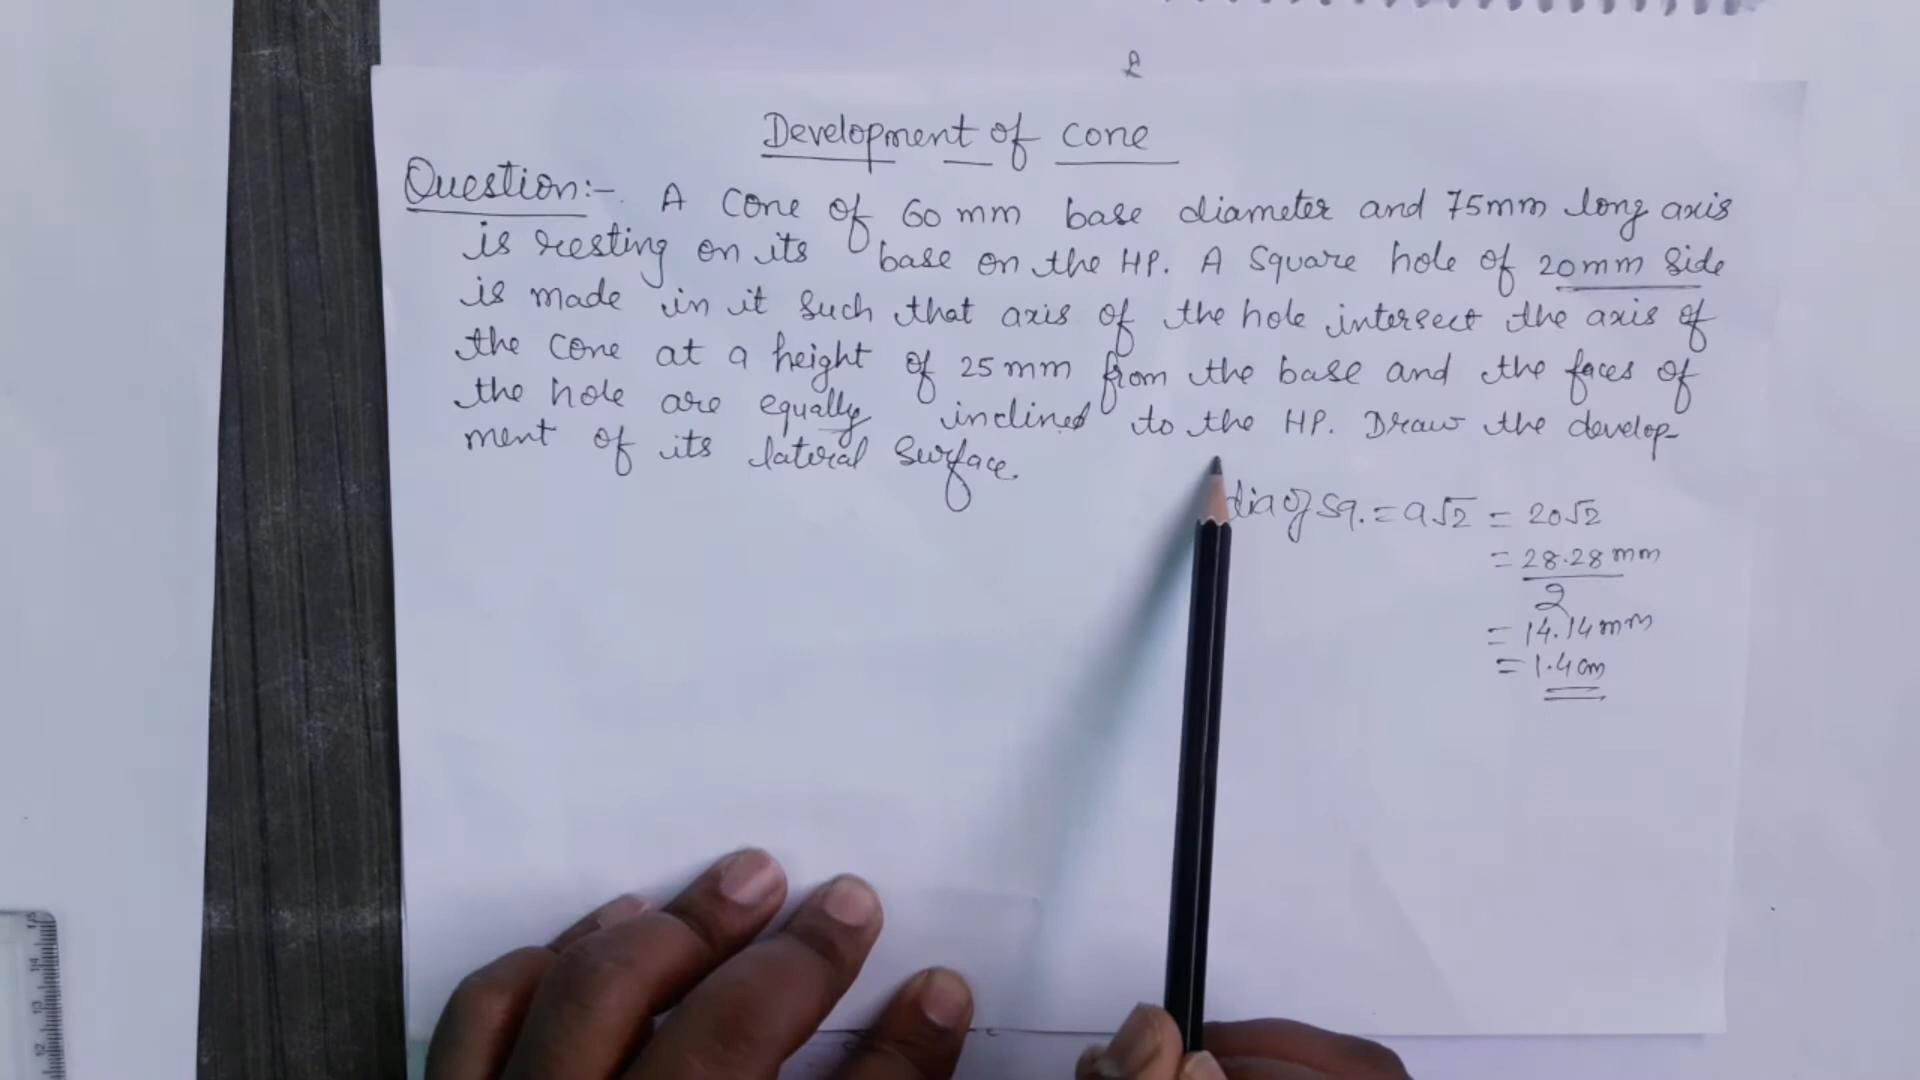 Development of cone
Question:- A cone of 60 mm base diameter and 75mm long axis
is resting on its base on the HP. A square hole of 20mm side
is made in it such that axis of the hole intersect the axis of
the cone at a height of 25 mm from the base and the faces of
the hole are equally inclined to the HP. Draw the develop-
ment of its lateral surface.
dia of sq. = a√2 = 20√2
= 28.28 mm
2
= 14.14 mm
= 1.4 cm
15
14
13
12